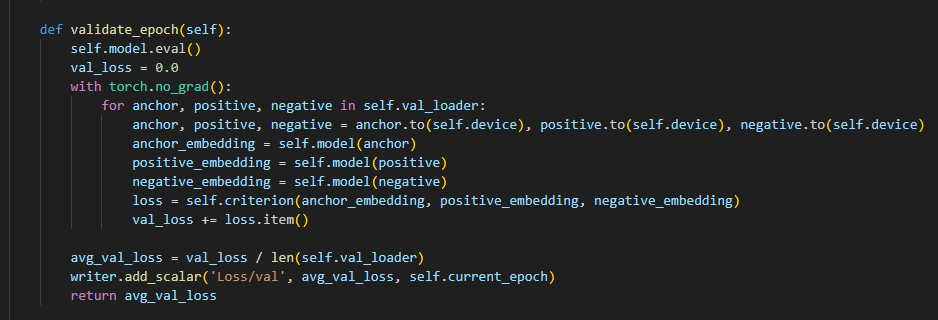 def validate_epoch(self):
    self.model.eval()
    val_loss = 0.0
    with torch.no_grad():
        for anchor, positive, negative in self.val_loader:
            anchor, positive, negative = anchor.to(self.device), positive.to(self.device), negative.to(self.device)
            anchor_embedding = self.model(anchor)
            positive_embedding = self.model(positive)
            negative_embedding = self.model(negative)
            loss = self.criterion(anchor_embedding, positive_embedding, negative_embedding)
            val_loss += loss.item()

    avg_val_loss = val_loss / len(self.val_loader)
    writer.add_scalar('Loss/val', avg_val_loss, self.current_epoch)
    return avg_val_loss